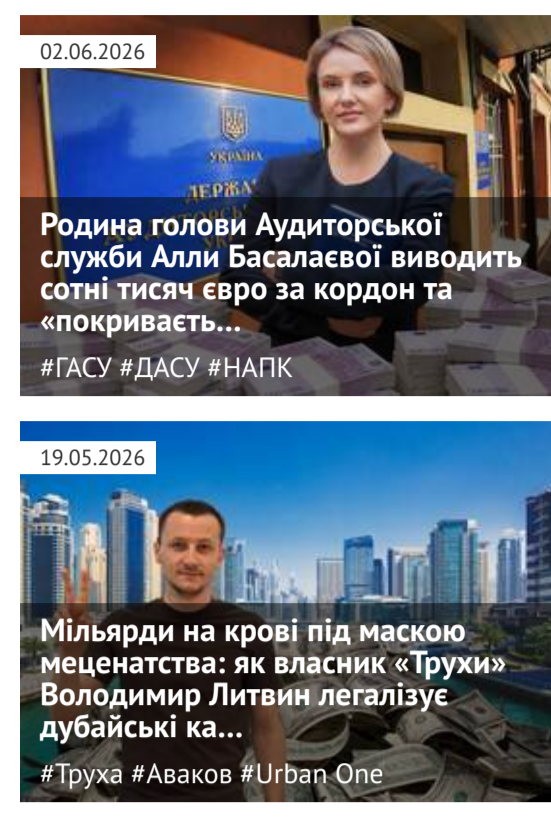 02.06.2026
УКРАЇНА
ДЕРЖА
Родина голови Аудиторської
служби Алли Басалаєвої виводить
сотні тисяч євро за кордон та
«покриваєть...
#ГАСУ #ДАСУ #НАПК
19.05.2026
Мільярди на крові під маскою
меценатства: як власник «Трухи»
Володимир Литвин легалізує
дубайські ка...
#Труха #Аваков #Urban One